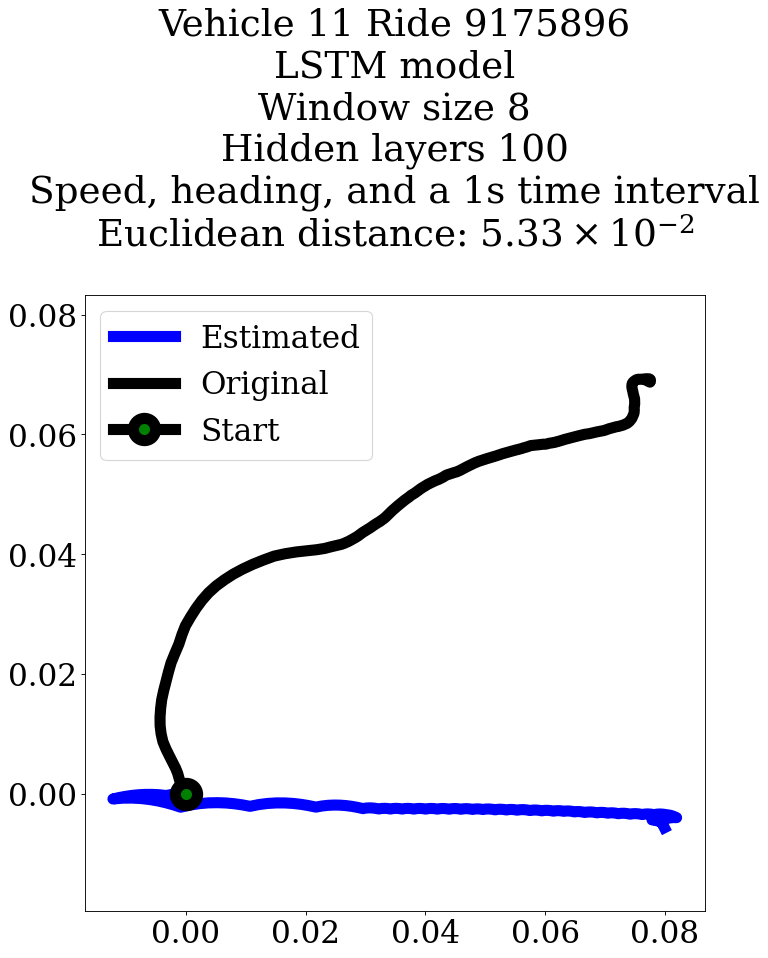 Vehicle 11 Ride 9175896
LSTM model
Window size 8
Hidden layers 100
Speed, heading, and a 1s time interval
Euclidean distance: 5.33 × 10⁻²
0.08
Estimated
Original
Start
0.06
0.04
0.02
0.00
0.00 0.02 0.04 0.06 0.08